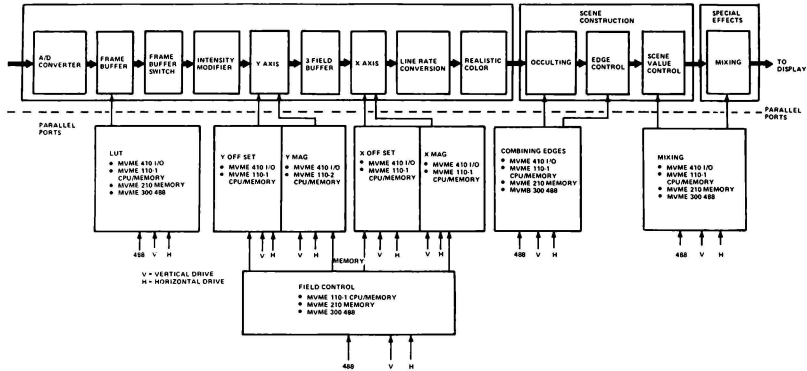 SCENE
CONSTRUCTION
SPECIAL
EFFECTS
A/D
CONVERTER
FRAME
BUFFER
FRAME
BUFFER
SWITCH
INTENSITY
MODIFIER
Y AXIS
3 FIELD
BUFFER
X AXIS
LINE RATE
CONVERSION
REALISTIC
COLOR
OCCULTING
EDGE
CONTROL
SCENE
VALUE
CONTROL
MIXING
TO
DISPLAY
PARALLEL
PORTS
PARALLEL
PORTS
LUT
• MVME 410 I/O
• MVME 110-1
CPU/MEMORY
• MVME 210 MEMORY
• MVME 300 488
Y OFF SET
• MVME 410 I/O
• MVME 110-1
CPU/MEMORY
Y MAG
• MVME 410 I/O
• MVME 110-2
CPU/MEMORY
X OFF SET
• MVME 410 I/O
• MVME 110-1
CPU/MEMORY
X MAG
• MVME 410 I/O
• MVME 110-1
CPU/MEMORY
COMBINING EDGES
• MVME 410 I/O
• MVME 110-1
CPU/MEMORY
• MVME 210 MEMORY
• MVMB 300 488
MIXING
• MVME 410 I/O
• MVME 110-1
CPU/MEMORY
• MVME 210 MEMORY
• MVME 300 488
488 V H
V H
V H
MEMORY
V H
V H
488 V H
488 V H
V = VERTICAL DRIVE
H = HORIZONTAL DRIVE
FIELD CONTROL
• MVME 110-1 CPU/MEMORY
• MVME 210 MEMORY
• MVME 300 488
488 V H